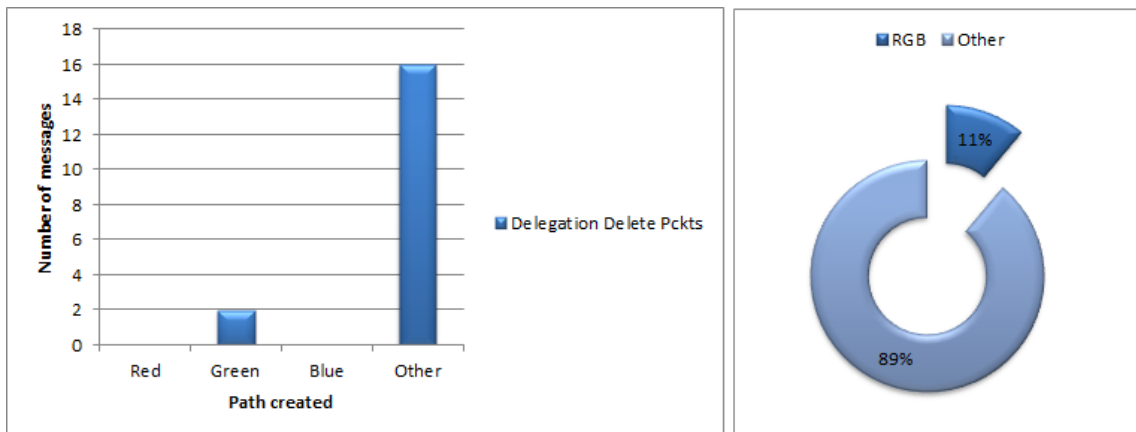 18
16
14
12
10
8
6
4
2
0
Number of messages
Red Green Blue Other
Path created
Delegation Delete Pckts
RGB Other
11%
89%